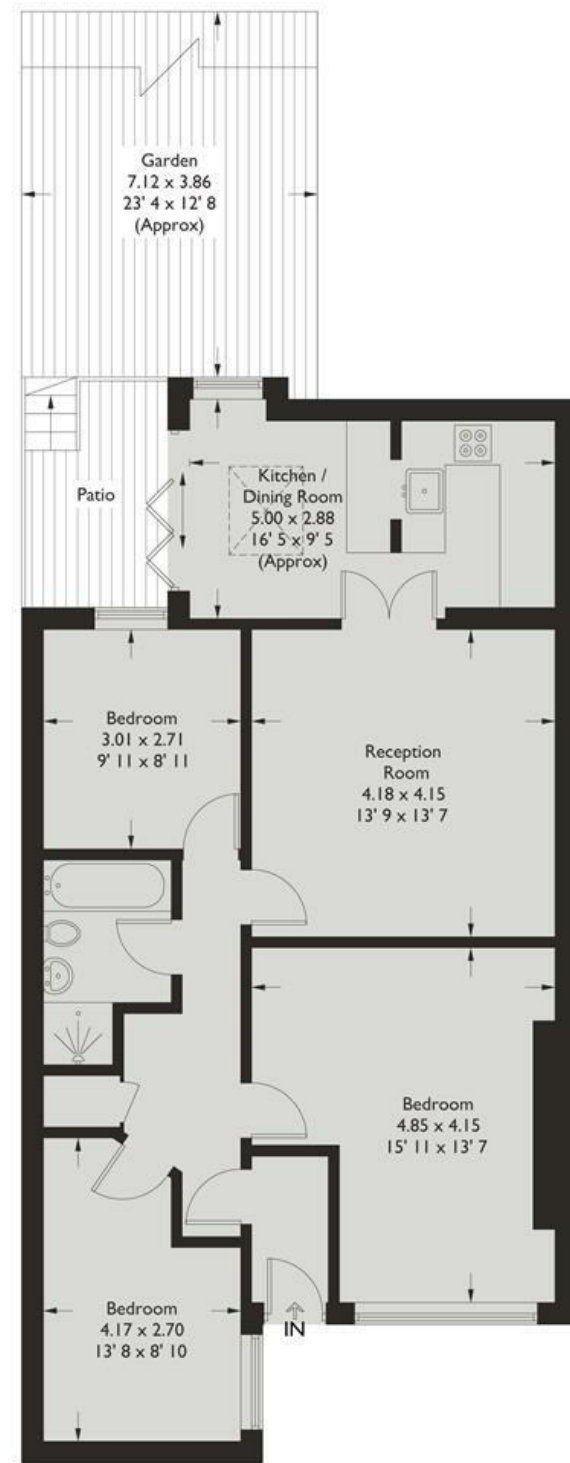 Garden
7.12 x 3.86
23' 4 x 12' 8
(Approx)
Patio
Kitchen /
Dining Room
5.00 x 2.88
16' 5 x 9' 5
(Approx)
Bedroom
3.01 x 2.71
9' 11 x 8' 11
Reception
Room
4.18 x 4.15
13' 9 x 13' 7
Bedroom
4.85 x 4.15
15' 11 x 13' 7
Bedroom
4.17 x 2.70
13' 8 x 8' 10
IN